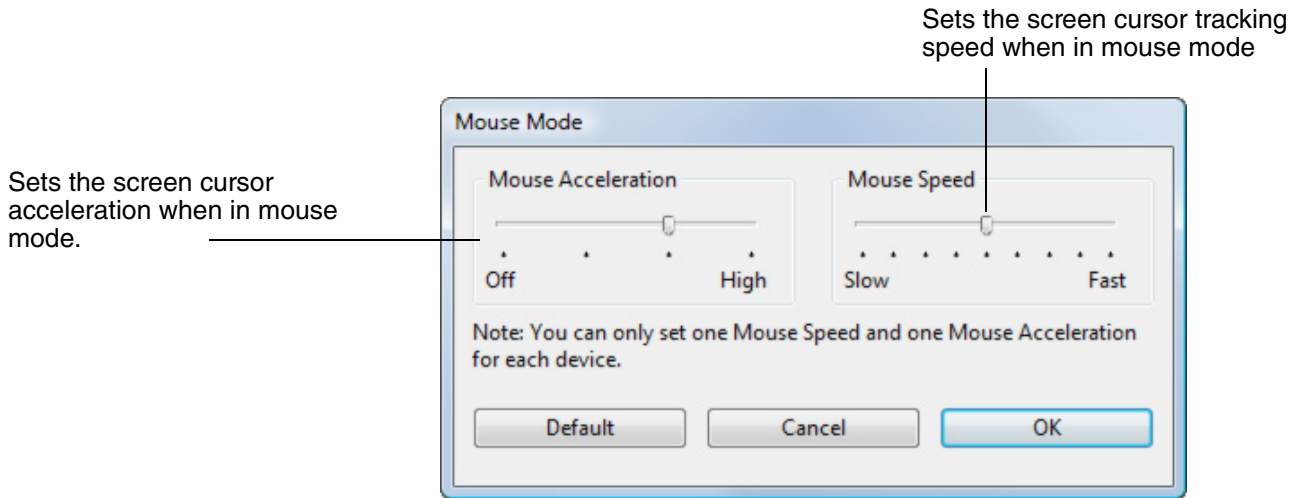 Sets the screen cursor tracking
speed when in mouse mode
Mouse Mode
Sets the screen cursor
acceleration when in mouse
mode.
Mouse Acceleration
Off
High
Mouse Speed
Slow
Fast
Note: You can only set one Mouse Speed and one Mouse Acceleration
for each device.
Default
Cancel
OK